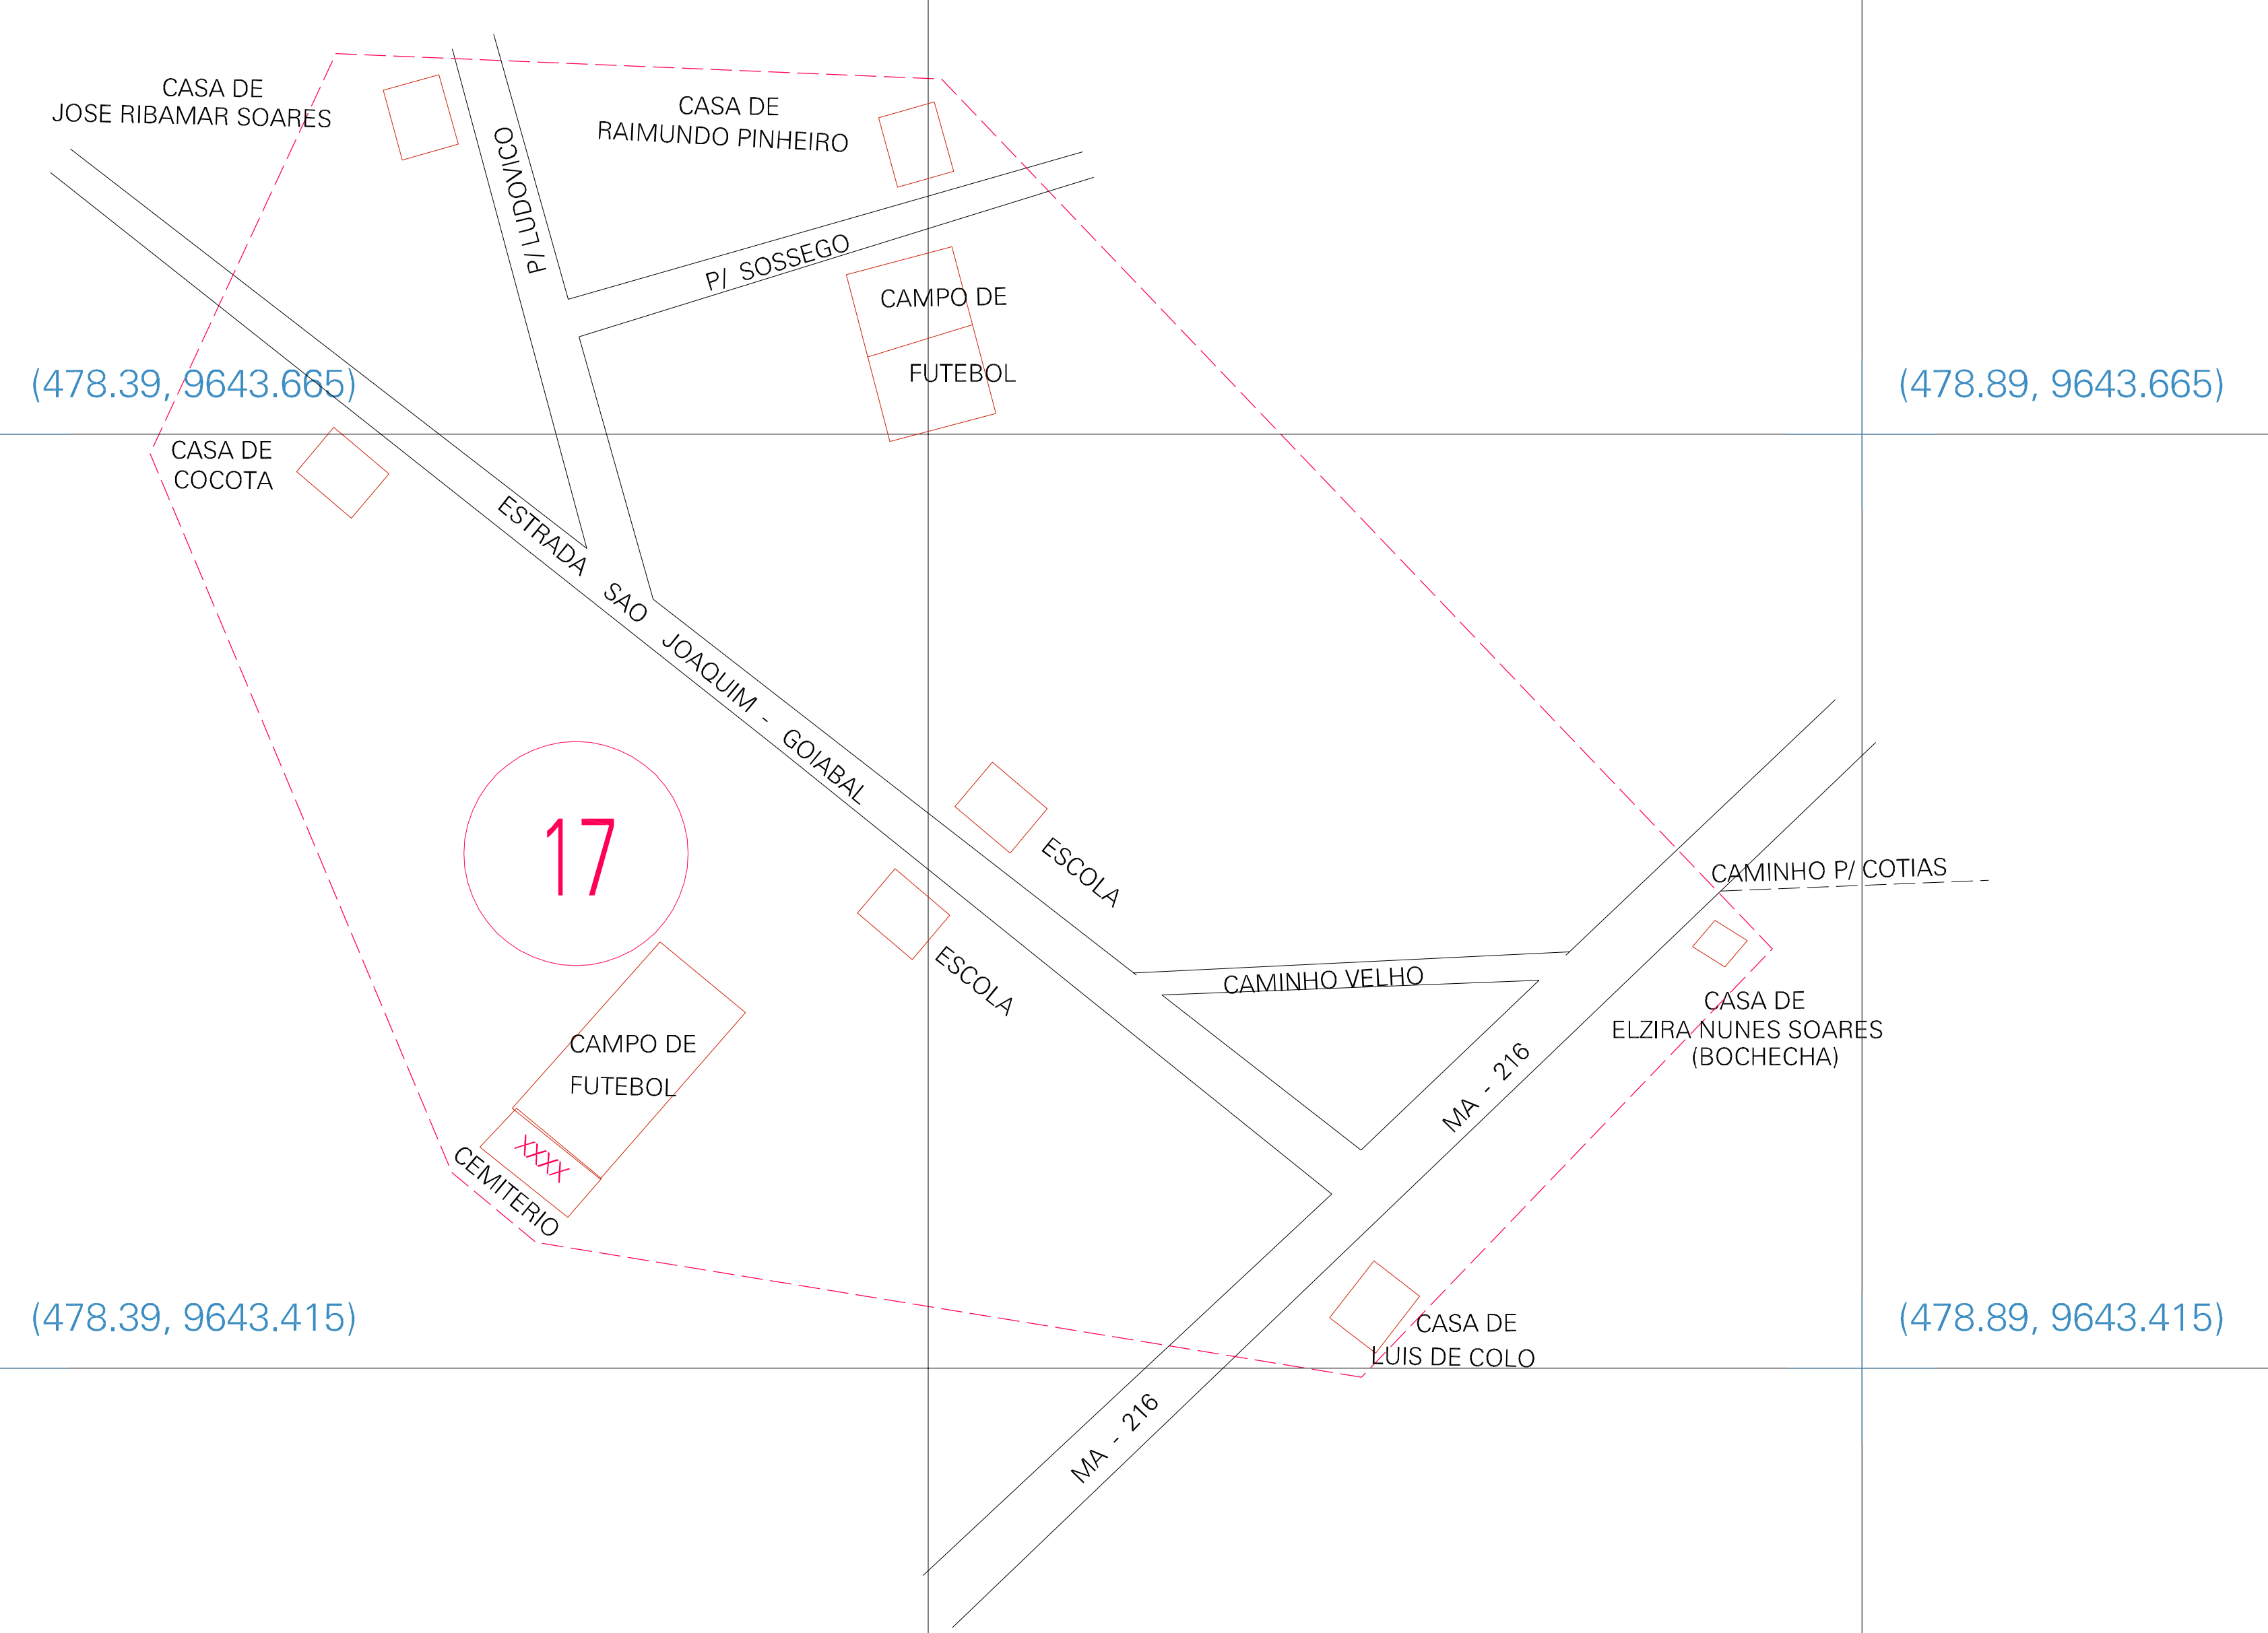 CASA DE
JOSE RIBAMAR SOARES
P/ LUDOVICO
CASA DE
RAIMUNDO PINHEIRO
P/ SOSSEGO
CAMPO DE
FUTEBOL
(478.39, 9643.665)
(478.89, 9643.665)
CASA DE
COCOTA
ESTRADA SAO JOAQUIM - GOIABAL
17
ESCOLA
ESCOLA
CAMINHO P/ COTIAS
CAMINHO VELHO
CASA DE
ELZIRA NUNES SOARES
(BOCHECHA)
MA - 216
CAMPO DE
FUTEBOL
XXXX
CEMITERIO
(478.39, 9643.415)
(478.89, 9643.415)
CASA DE
LUIS DE COLO
MA - 216